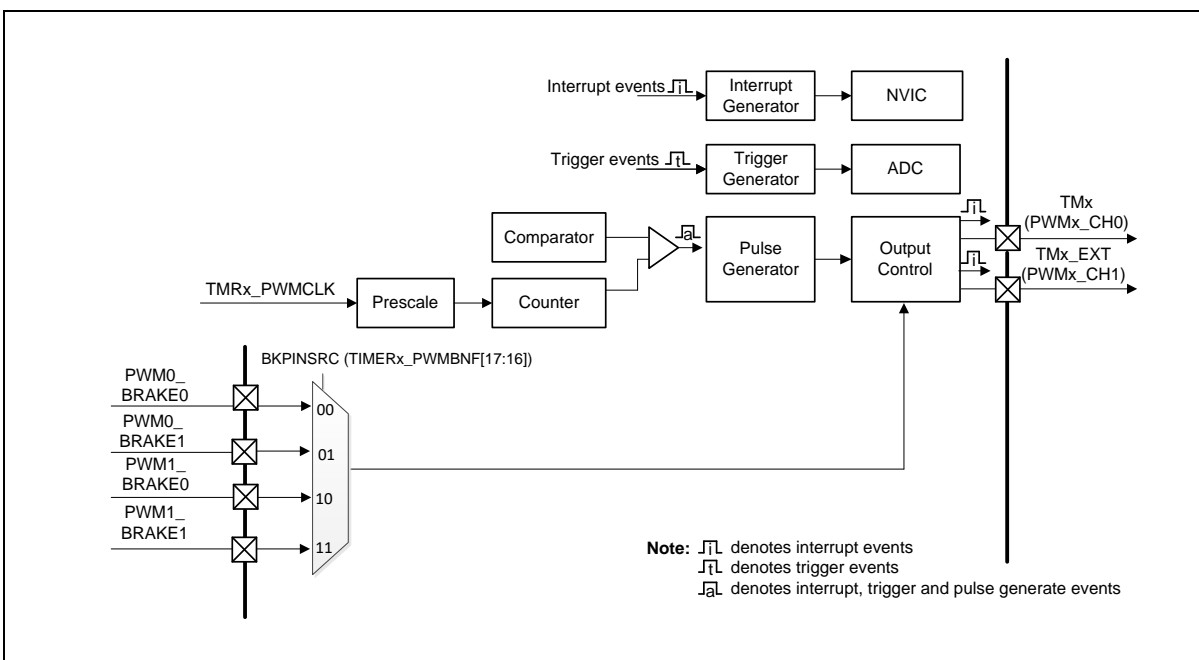 Interrupt events i
Interrupt
Generator
NVIC
Trigger events t
Trigger
Generator
ADC
Comparator
a
Pulse
Generator
Output
Control
i
TMx
(PWMx_CH0)
i
TMx_EXT
(PWMx_CH1)
TMRx_PWMCLK
Prescale
Counter
BKPINSRC (TIMERx_PWMBNF[17:16])
PWM0_
BRAKE0
00
PWM0_
BRAKE1
01
PWM1_
BRAKE0
10
PWM1_
BRAKE1
11
Note: i denotes interrupt events
t denotes trigger events
a denotes interrupt, trigger and pulse generate events